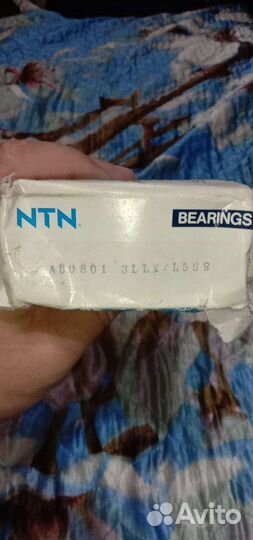 NTN
BEARINGS
AU0801 3LLX/L588
Avito